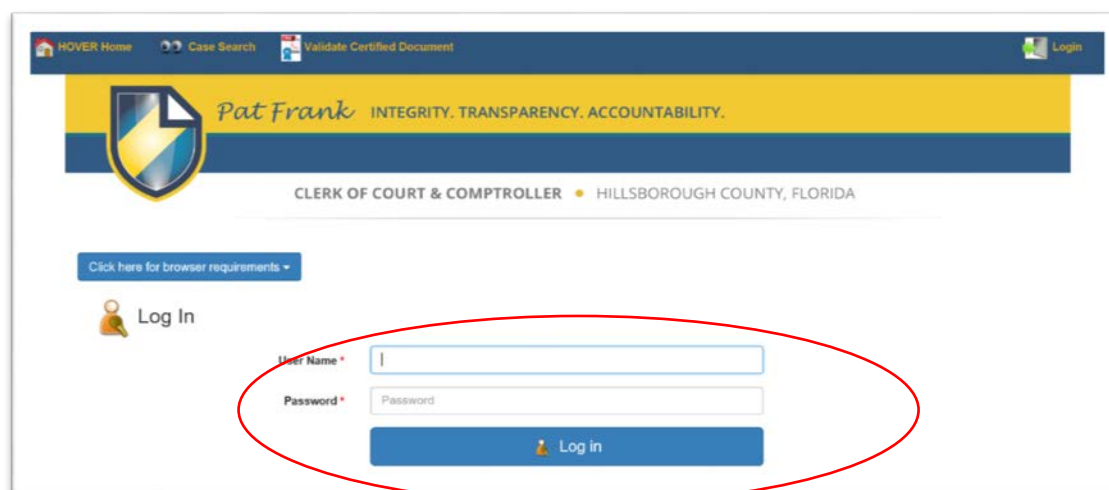 HOVER Home Case Search Validate Certified Document Login
Pat Frank INTEGRITY. TRANSPARENCY. ACCOUNTABILITY.
CLERK OF COURT & COMPTROLLER • HILLSBOROUGH COUNTY, FLORIDA
Click here for browser requirements
Log In
User Name *
Password * Password
Log in